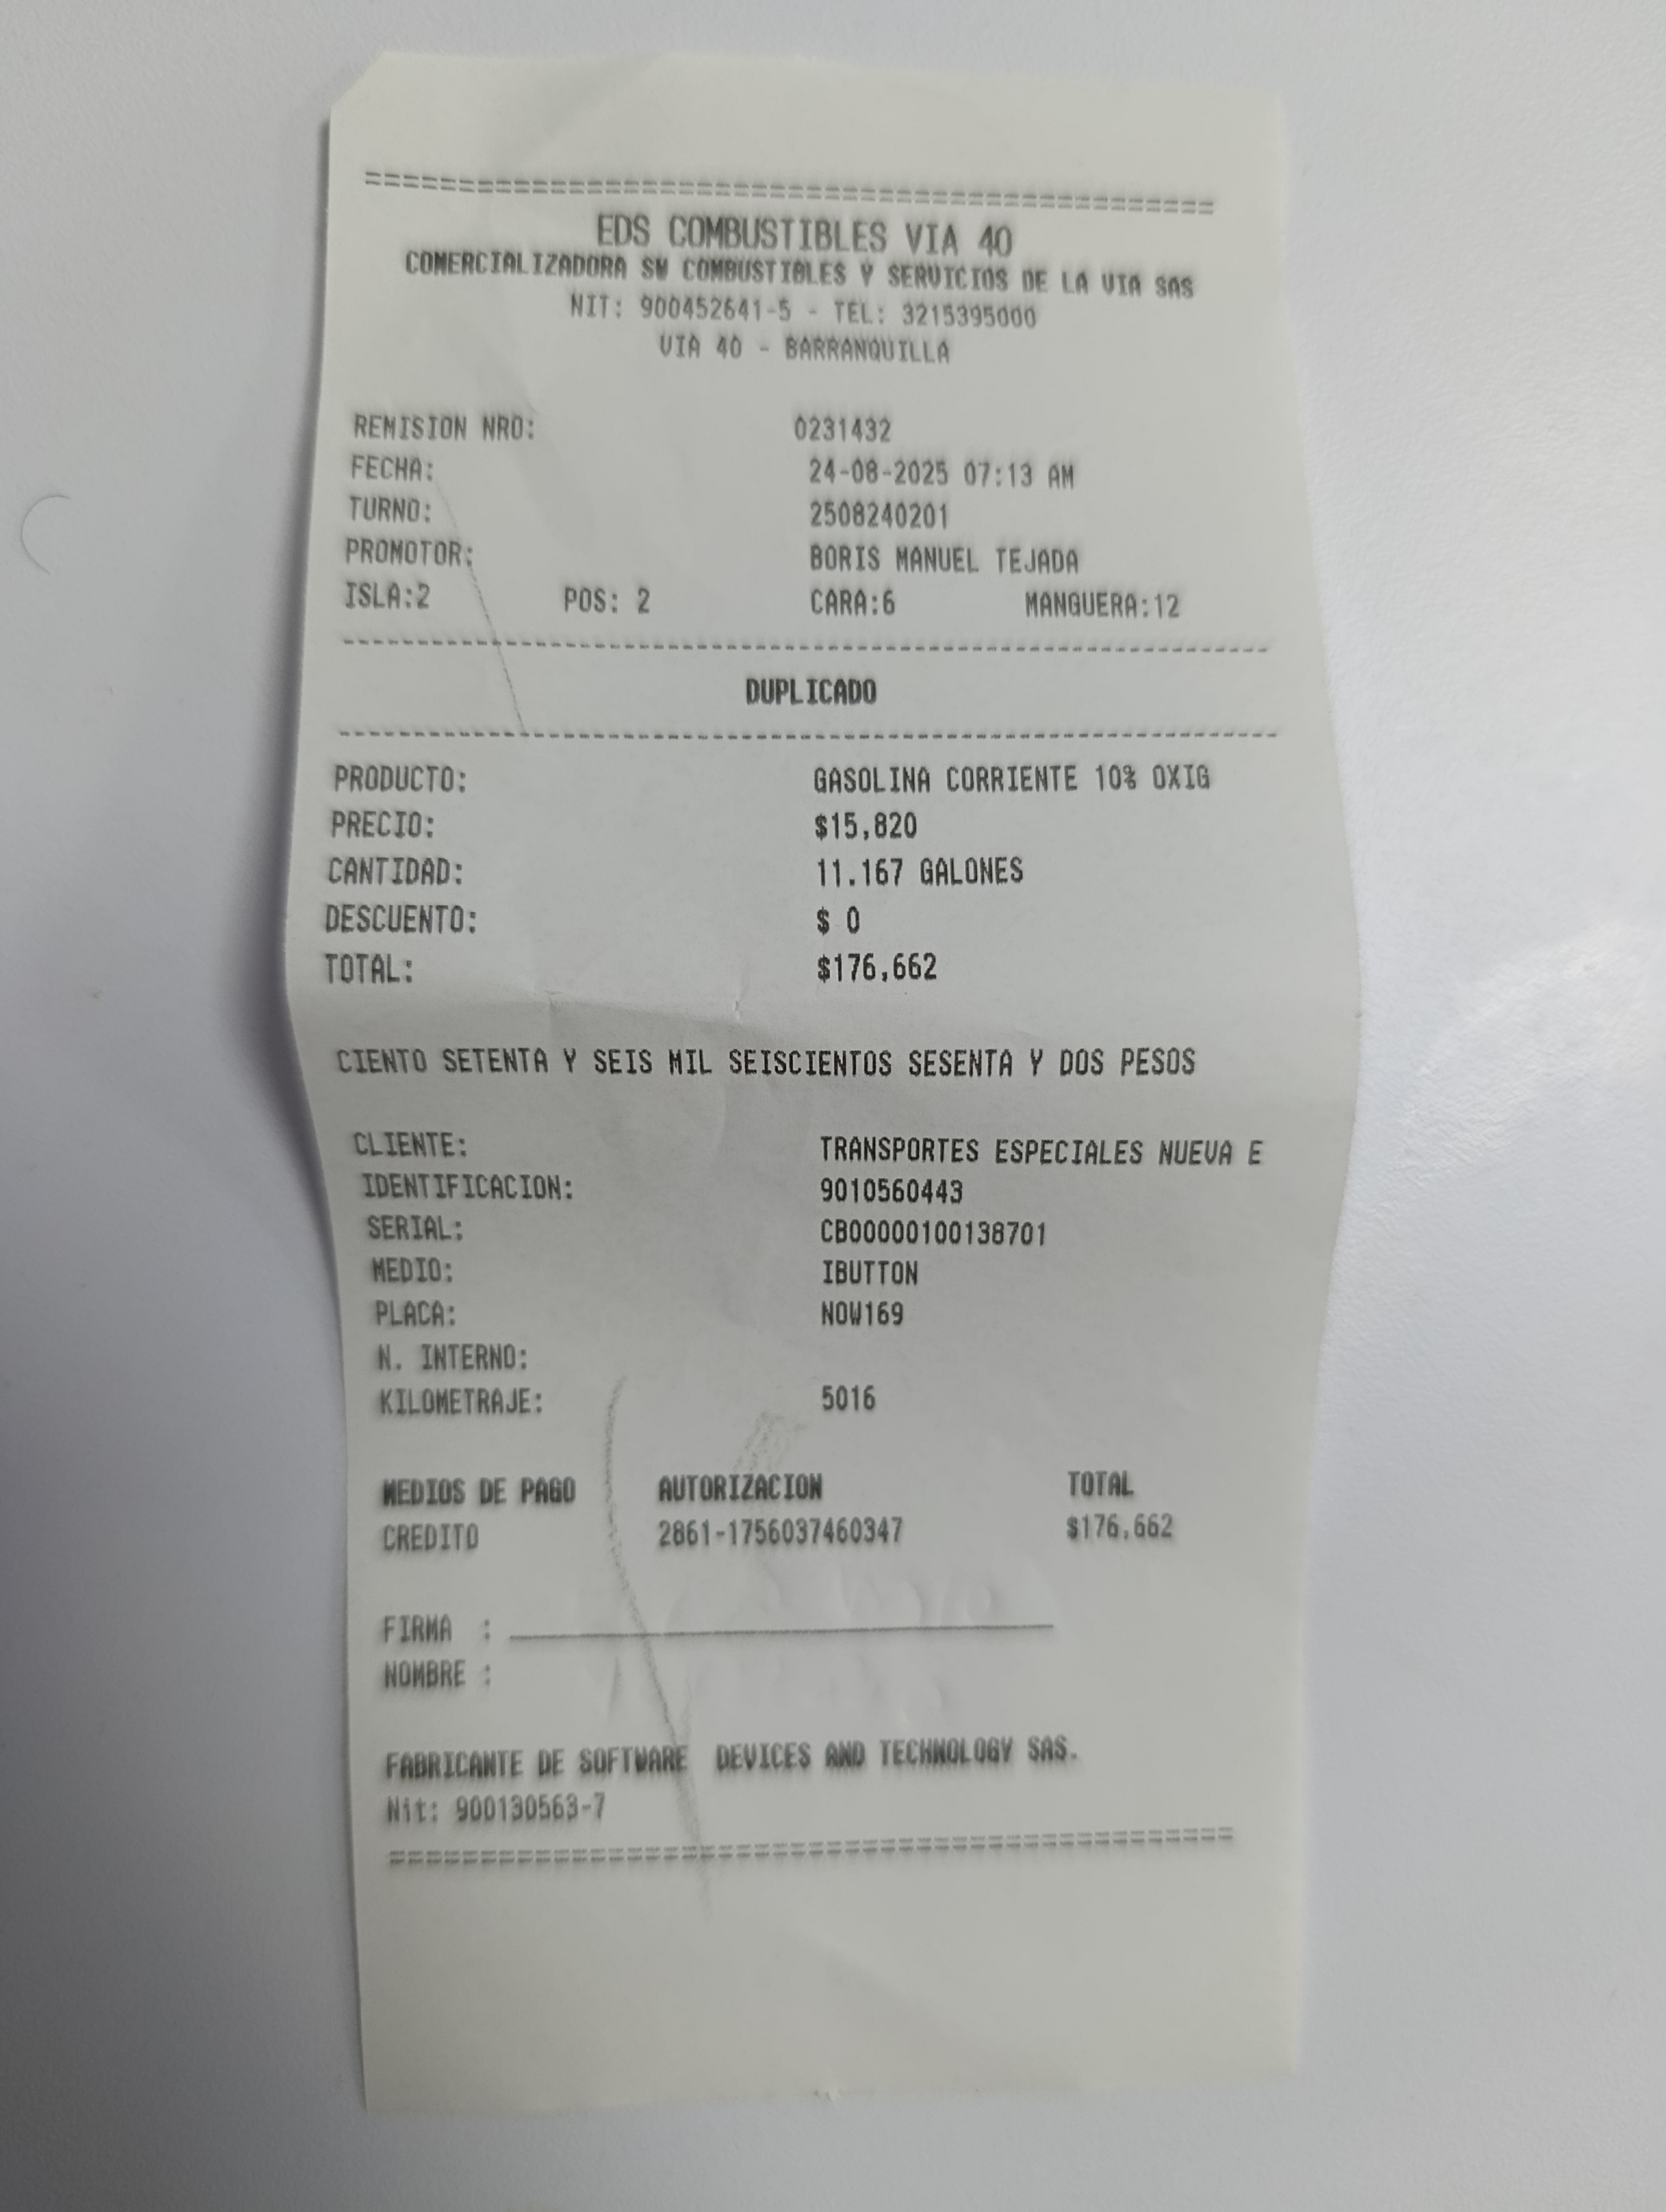 ================================================
EDS COMBUSTIBLES VIA 40
COMERCIALIZADORA SW COMBUSTIBLES Y SERVICIOS DE LA VIA SAS
NIT: 900452641-5 - TEL: 3215395000
VIA 40 - BARRANQUILLA
REMISION NRO: 0231432
FECHA: 24-08-2025 07:13 AM
TURNO: 2508240201
PROMOTOR: BORIS MANUEL TEJADA
ISLA:2 POS: 2 CARA:6 MANGUERA:12
------------------------------------------------
DUPLICADO
------------------------------------------------
PRODUCTO: GASOLINA CORRIENTE 10% OXIG
PRECIO: $15,820
CANTIDAD: 11.167 GALONES
DESCUENTO: $ 0
TOTAL: $176,662
CIENTO SETENTA Y SEIS MIL SEISCIENTOS SESENTA Y DOS PESOS
CLIENTE: TRANSPORTES ESPECIALES NUEVA E
IDENTIFICACION: 9010560443
SERIAL: CB00000100138701
MEDIO: IBUTTON
PLACA: NOW169
N. INTERNO:
KILOMETRAJE: 5016
MEDIOS DE PAGO AUTORIZACION TOTAL
CREDITO 2861-1756037460347 $176,662
FIRMA : ______________________________
NOMBRE :
FABRICANTE DE SOFTWARE DEVICES AND TECHNOLOGY SAS.
Nit: 900130563-7
================================================